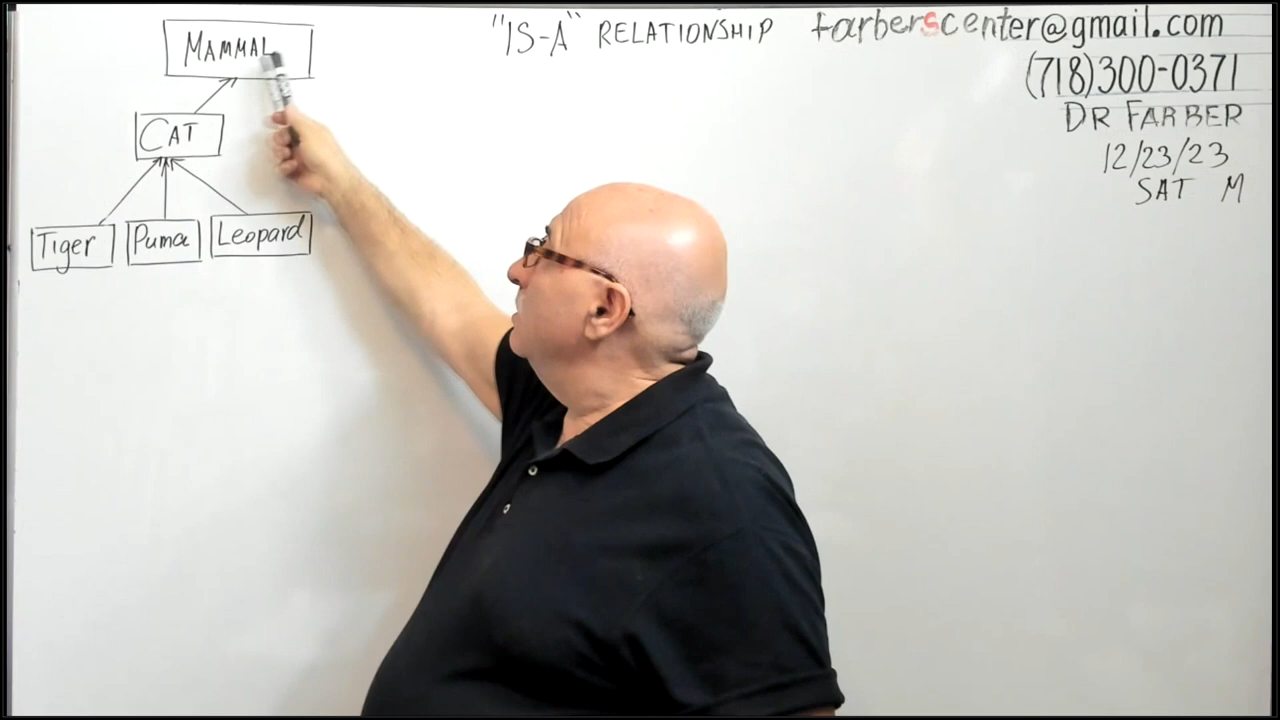 MAMMAL
"IS-A" RELATIONSHIP
farberscenter@gmail.com
(718)300-0371
DR FARBER
12/23/23
SAT M
CAT
Tiger Puma Leopard